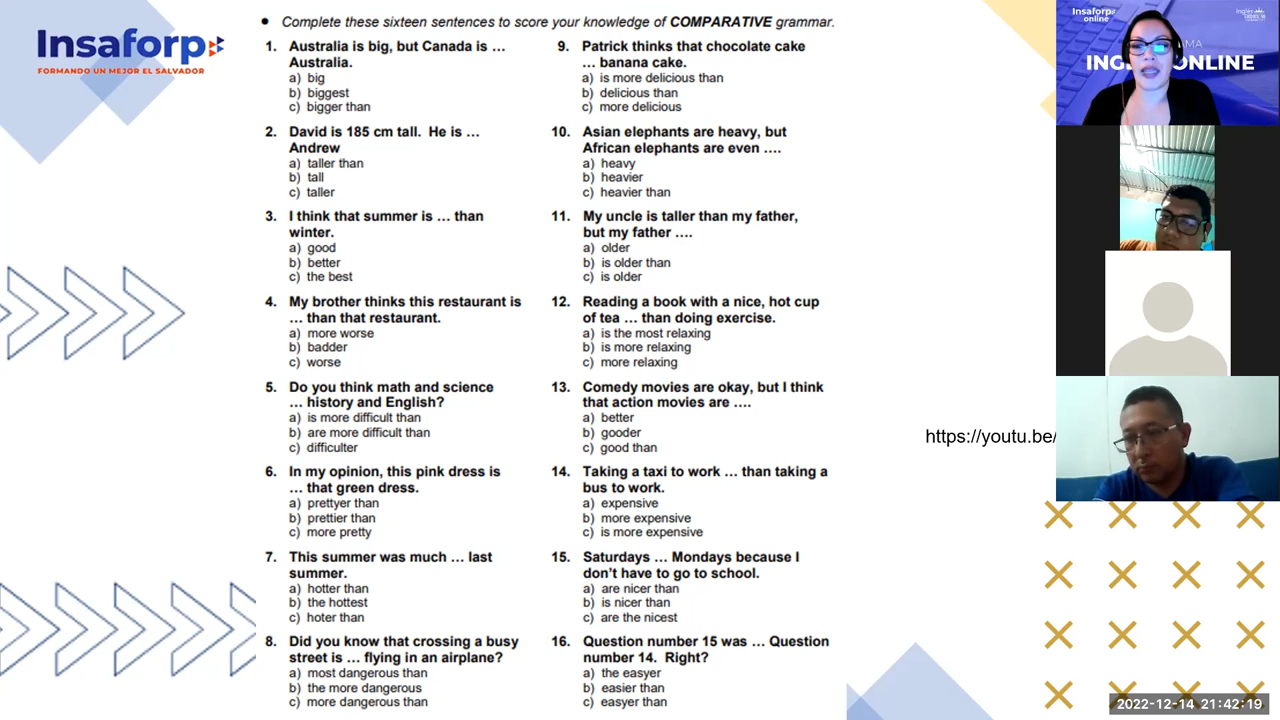 Insaforp
FORMANDO UN MEJOR EL SALVADOR
• Complete these sixteen sentences to score your knowledge of COMPARATIVE grammar.
1. Australia is big, but Canada is …
Australia.
a) big
b) biggest
c) bigger than
2. David is 185 cm tall. He is …
Andrew
a) taller than
b) tall
c) taller
3. I think that summer is … than
winter.
a) good
b) better
c) the best
4. My brother thinks this restaurant is
… than that restaurant.
a) more worse
b) badder
c) worse
5. Do you think math and science
… history and English?
a) is more difficult than
b) are more difficult than
c) difficulter
6. In my opinion, this pink dress is
… that green dress.
a) prettyer than
b) prettier than
c) more pretty
7. This summer was much … last
summer.
a) hotter than
b) the hottest
c) hoter than
8. Did you know that crossing a busy
street is … flying in an airplane?
a) most dangerous than
b) the more dangerous
c) more dangerous than
9. Patrick thinks that chocolate cake
… banana cake.
a) is more delicious than
b) delicious than
c) more delicious
10. Asian elephants are heavy, but
African elephants are even ….
a) heavy
b) heavier
c) heavier than
11. My uncle is taller than my father,
but my father ….
a) older
b) is older than
c) is older
12. Reading a book with a nice, hot cup
of tea … than doing exercise.
a) is the most relaxing
b) is more relaxing
c) more relaxing
13. Comedy movies are okay, but I think
that action movies are ….
a) better
b) gooder
c) good than
14. Taking a taxi to work … than taking a
bus to work.
a) expensive
b) more expensive
c) is more expensive
15. Saturdays … Mondays because I
don't have to go to school.
a) are nicer than
b) is nicer than
c) are the nicest
16. Question number 15 was … Question
number 14. Right?
a) the easyer
b) easier than
c) easyer than
https://youtu.be/
Insaforp
online
ONLINE
2022-12-14 21:42:19